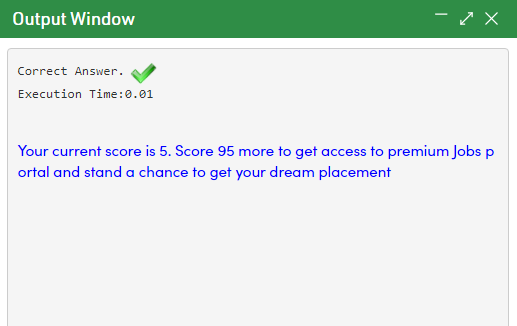 Output Window
Correct Answer.
Execution Time:0.01
Your current score is 5. Score 95 more to get access to premium Jobs p
ortal and stand a chance to get your dream placement